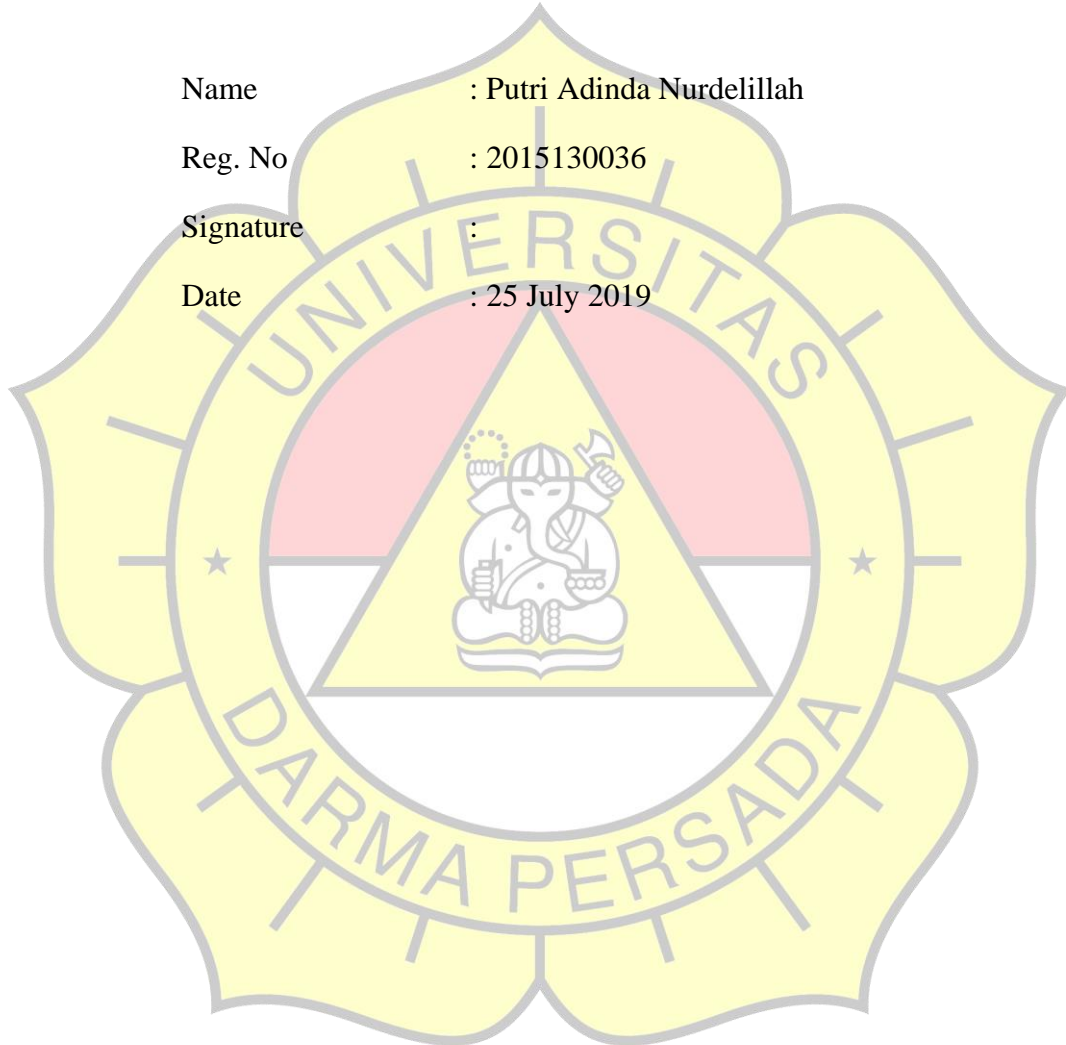 Name : Putri Adinda Nurdelillah
Reg. No : 2015130036
Signature :
Date : 25 July 2019
UNIVERSITAS
DARMA PERSADA